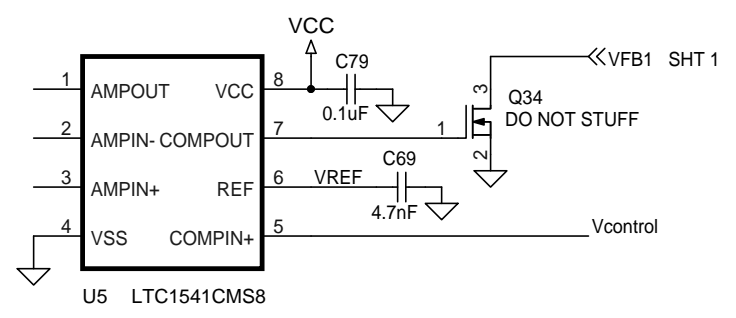 VCC
C79
1 AMPOUT VCC 8
0.1uF
VFB1 SHT 1
3
Q34
DO NOT STUFF
2 AMPIN- COMPOUT 7
1
2
C69
3 AMPIN+ REF 6 VREF
4.7nF
4 VSS COMPIN+ 5 Vcontrol
U5 LTC1541CMS8